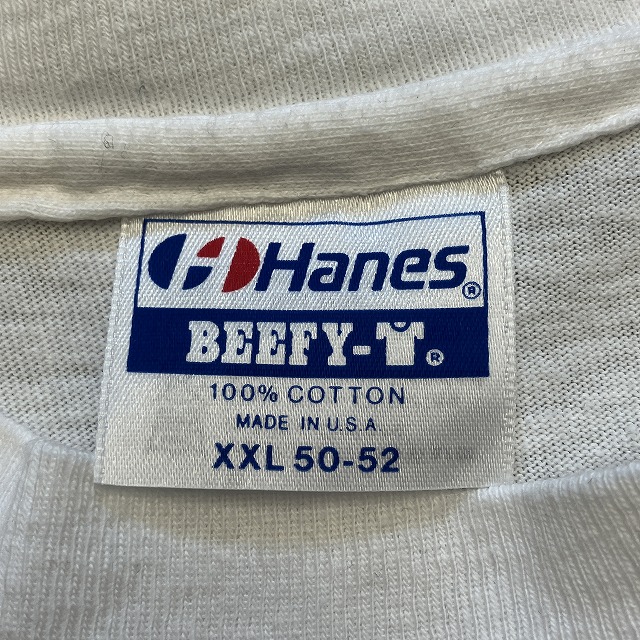 Hanes®
BEEFY-T®
100% COTTON
MADE IN U.S.A.
XXL 50-52